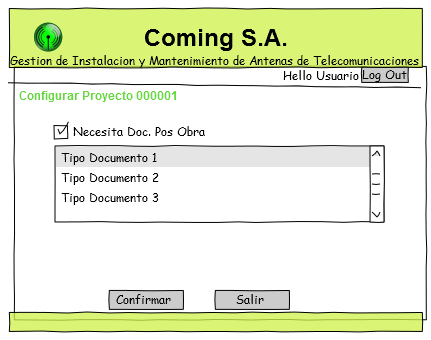 Coming S.A.
Gestion de Instalacion y Mantenimiento de Antenas de Telecomunicaciones
Hello Usuario Log Out
Configurar Proyecto 000001
Necesita Doc. Pos Obra
Tipo Documento 1
Tipo Documento 2
Tipo Documento 3
Confirmar Salir